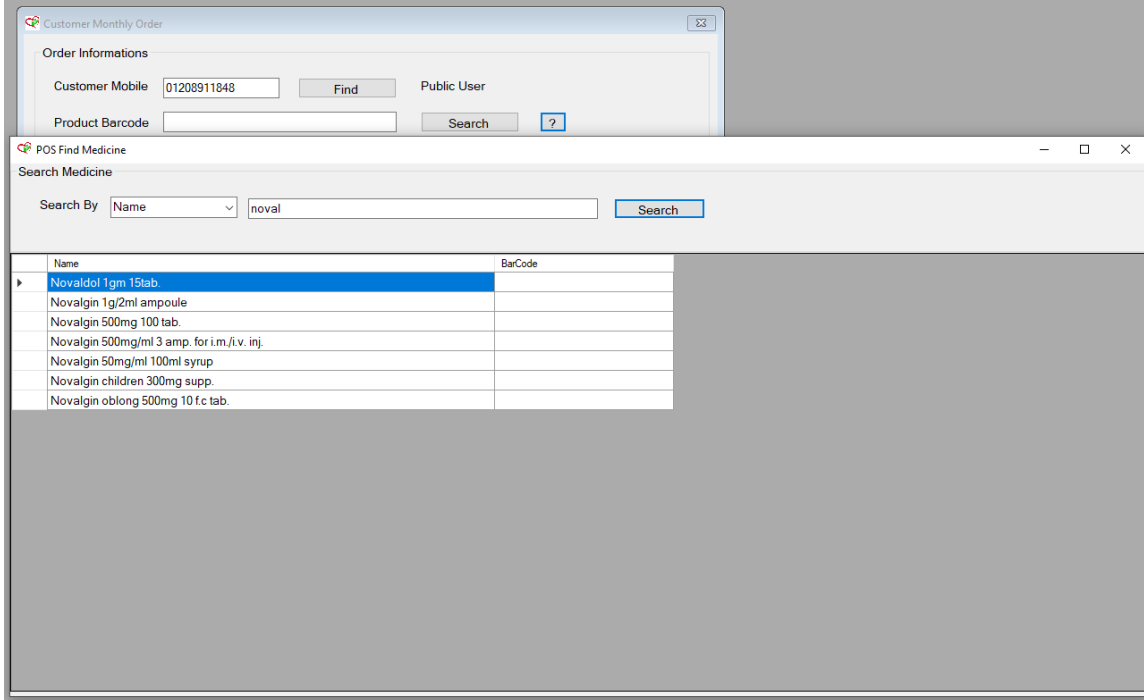 Customer Monthly Order
Order Informations
Customer Mobile 01208911848 Find Public User
Product Barcode Search ?
POS Find Medicine
Search Medicine
Search By Name noval Search
Name BarCode
Novaldol 1gm 15tab.
Novalgin 1g/2ml ampoule
Novalgin 500mg 100 tab.
Novalgin 500mg/ml 3 amp. for i.m./i.v. inj.
Novalgin 50mg/ml 100ml syrup
Novalgin children 300mg supp.
Novalgin oblong 500mg 10 f.c tab.